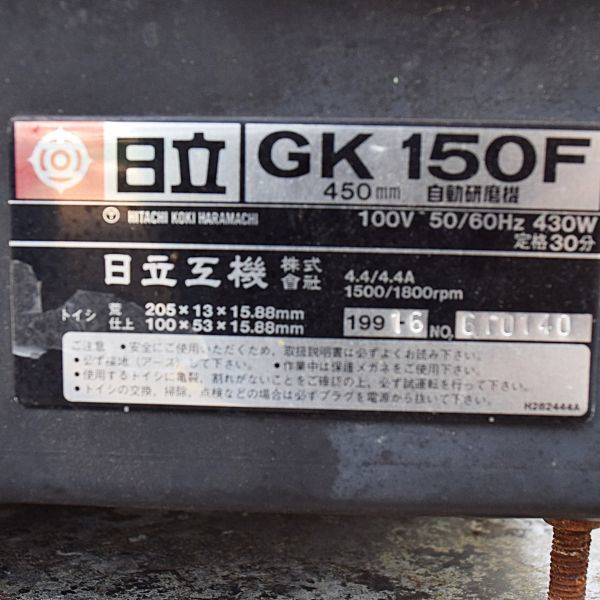 日立 GK 150F
450mm 自動研磨機
HITACHI KOKI HARAMACHI 100V 50/60Hz 430W
定格30分
日立工機 株式會社 4.4/4.4A
1500/1800rpm
トイシ 荒 205×13×15.88mm
仕上 100×53×15.88mm
199 1 6 NO.
ご注意 •安全にご使用いただくため、取扱説明書は必ずよくお読み下さい。
•必ず接地(アース)して下さい。 •作業中は保護メガネをご使用下さい。
•使用するトイシに亀裂、割れがないことをご確認の上、必ず試運転を行って下さい。
•トイシの交換、掃除、点検などの場合は必ずプラグを電源から抜いて下さい。
H282444A